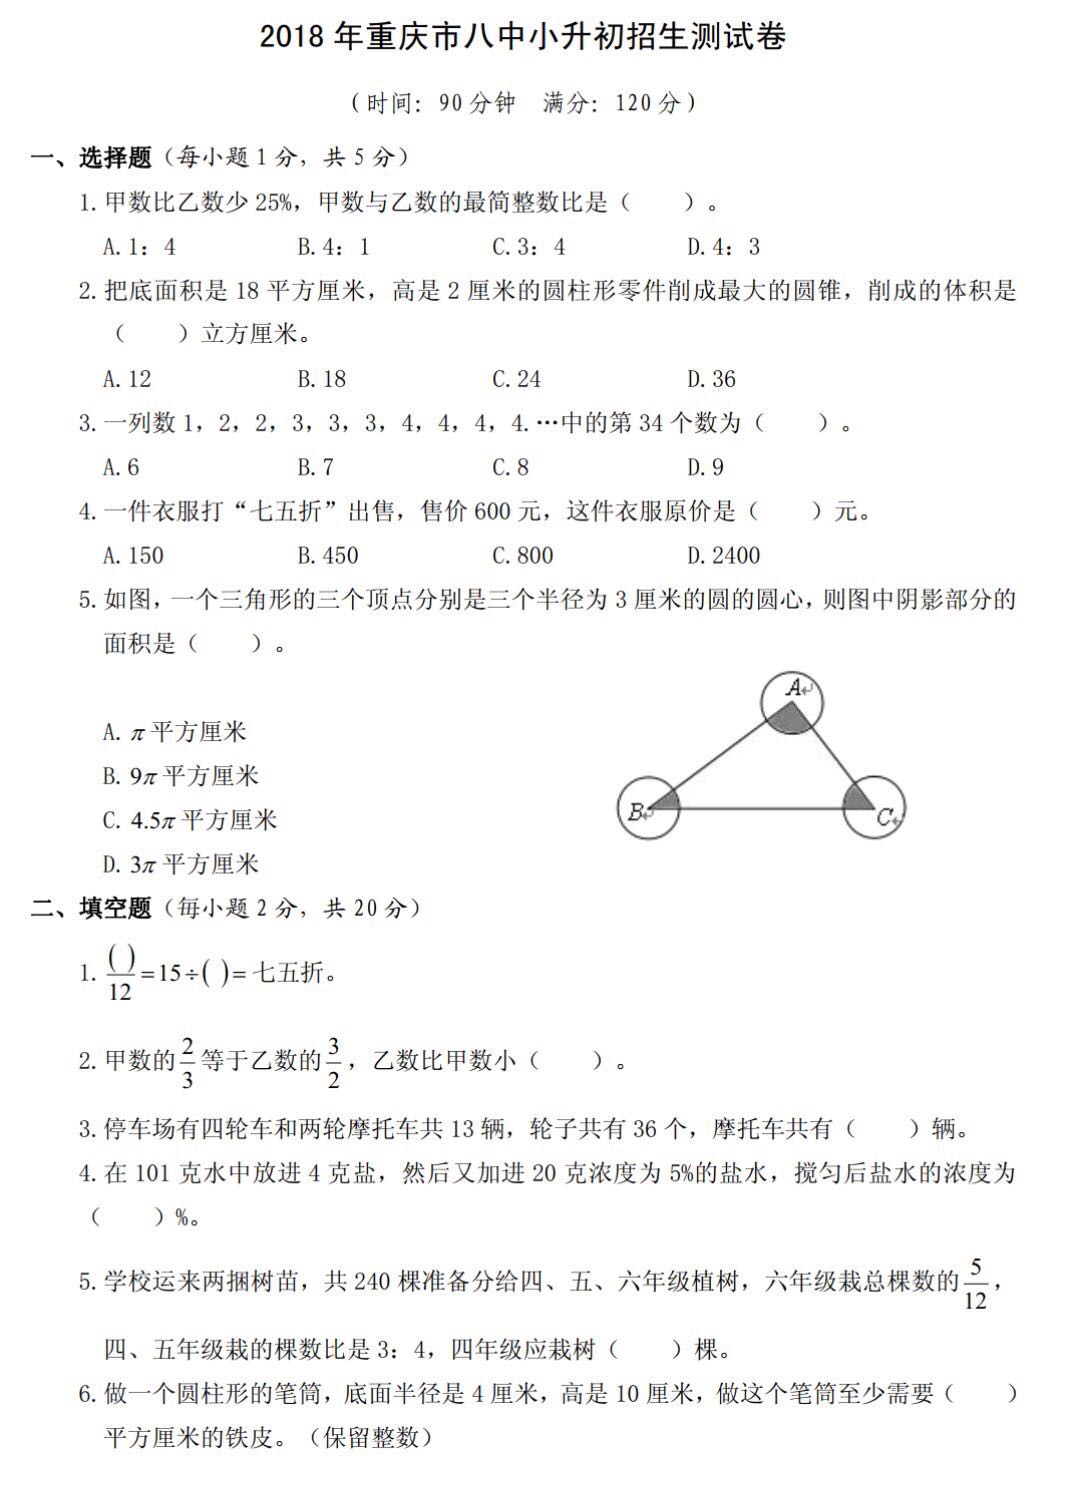 2018 年重庆市八中小升初招生测试卷
（时间：90 分钟　满分：120 分）
一、选择题（每小题 1 分，共 5 分）
1. 甲数比乙数少 25%，甲数与乙数的最简整数比是（　　）。
A. 1：4　　B. 4：1　　C. 3：4　　D. 4：3
2. 把底面积是 18 平方厘米，高是 2 厘米的圆柱形零件削成最大的圆锥，削成的体积是
（　　）立方厘米。
A. 12　　B. 18　　C. 24　　D. 36
3. 一列数 1，2，2，3，3，3，4，4，4，4.…中的第 34 个数为（　　）。
A. 6　　B. 7　　C. 8　　D. 9
4. 一件衣服打“七五折”出售，售价 600 元，这件衣服原价是（　　）元。
A. 150　　B. 450　　C. 800　　D. 2400
5. 如图，一个三角形的三个顶点分别是三个半径为 3 厘米的圆的圆心，则图中阴影部分的
面积是（　　）。
A
B
C
A. π 平方厘米
B. 9π 平方厘米
C. 4.5π 平方厘米
D. 3π 平方厘米
二、填空题（每小题 2 分，共 20 分）
1. ( )/12 = 15 ÷ ( ) = 七五折。
2. 甲数的 2/3 等于乙数的 3/2，乙数比甲数小（　　）。
3. 停车场有四轮车和两轮摩托车共 13 辆，轮子共有 36 个，摩托车共有（　　）辆。
4. 在 101 克水中放进 4 克盐，然后又加进 20 克浓度为 5%的盐水，搅匀后盐水的浓度为
（　　）%。
5. 学校运来两捆树苗，共 240 棵准备分给四、五、六年级植树，六年级栽总棵数的 5/12，
四、五年级栽的棵数比是 3：4，四年级应栽树（　　）棵。
6. 做一个圆柱形的笔筒，底面半径是 4 厘米，高是 10 厘米，做这个笔筒至少需要（　　）
平方厘米的铁皮。（保留整数）